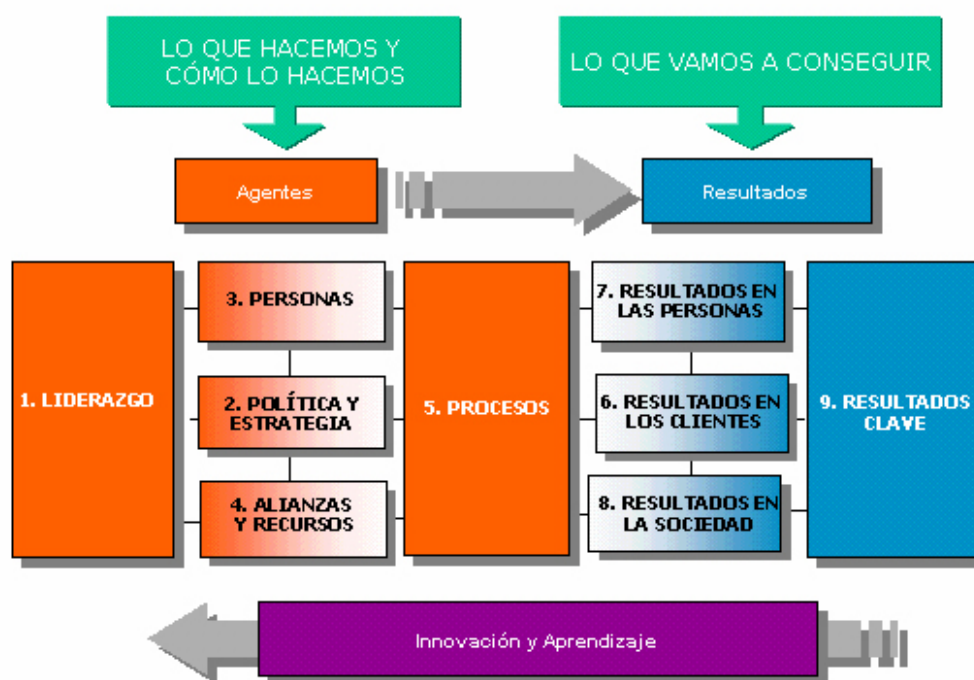 LO QUE HACEMOS Y
CÓMO LO HACEMOS
LO QUE VAMOS A CONSEGUIR
Agentes
Resultados
1. LIDERAZGO
3. PERSONAS
2. POLÍTICA Y
ESTRATEGIA
4. ALIANZAS
Y RECURSOS
5. PROCESOS
7. RESULTADOS EN
LAS PERSONAS
6. RESULTADOS EN
LOS CLIENTES
8. RESULTADOS EN
LA SOCIEDAD
9. RESULTADOS
CLAVE
Innovación y Aprendizaje